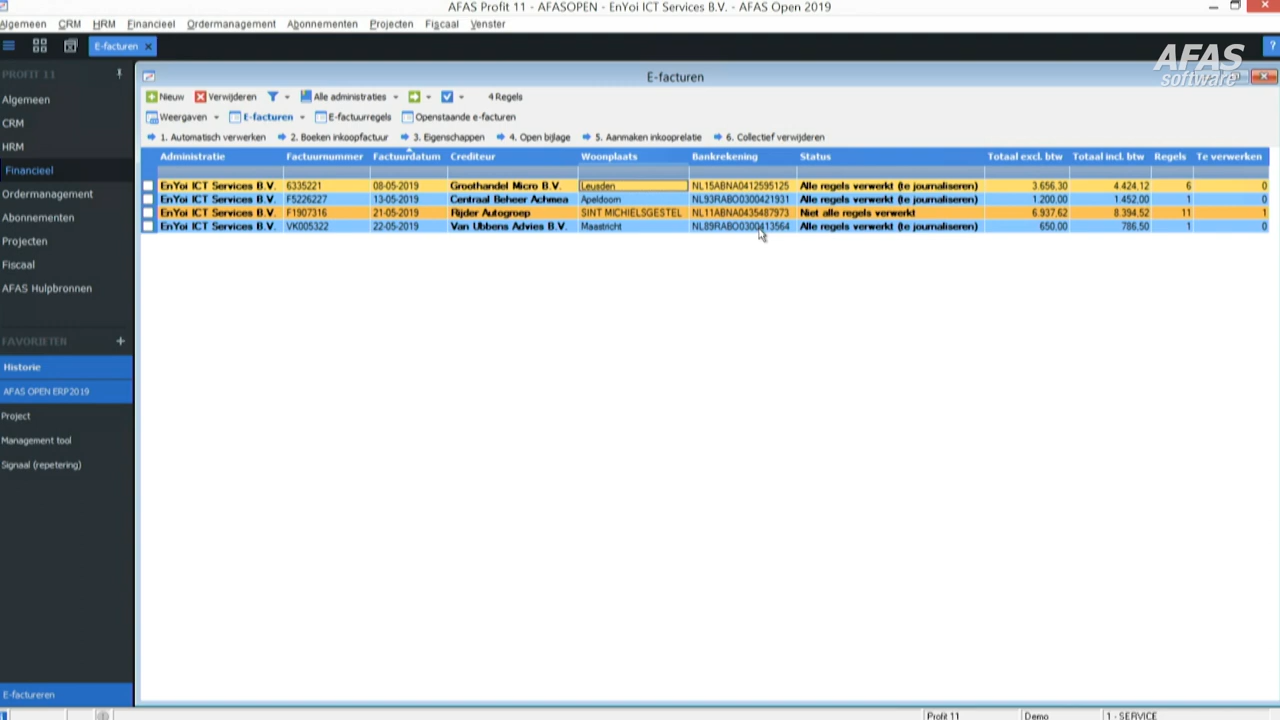 AFAS Profit 11 - AFASOPEN - EnYoi ICT Services B.V. - AFAS Open 2019
Algemeen CRM HRM Financieel Ordermanagement Abonnementen Projecten Fiscaal Venster
E-facturen
AFAS
software
PROFIT 11
Algemeen
CRM
HRM
Financieel
Ordermanagement
Abonnementen
Projecten
Fiscaal
AFAS Hulpbronnen
FAVORIETEN +
Historie
AFAS OPEN ERP2019
Project
Management tool
Signaal (repetering)
E-factureren
E-facturen
Nieuw Verwijderen Alle administraties 4 Regels
Weergaven E-facturen E-factuurregels Openstaande e-facturen
1. Automatisch verwerken 2. Boeken inkoopfactuur 3. Eigenschappen 4. Open bijlage 5. Aanmaken inkooprelatie 6. Collectief verwijderen
Administratie Factuurnummer Factuurdatum Crediteur Woonplaats Bankrekening Status Totaal excl. btw Totaal incl. btw Regels Te verwerken
EnYoi ICT Services B.V. 6335221 08-05-2019 Groothandel Micro B.V. Leusden NL15ABNA0412595125 Alle regels verwerkt (te journaliseren) 3.656,30 4.424,12 6 0
EnYoi ICT Services B.V. F5226227 13-05-2019 Centraal Beheer Achmea Apeldoorn NL93RABO0300421931 Alle regels verwerkt (te journaliseren) 1.200,00 1.452,00 1 0
EnYoi ICT Services B.V. F1907316 21-05-2019 Rijder Autogroep SINT MICHIELSGESTEL NL11ABNA0435487973 Niet alle regels verwerkt 6.937,62 8.394,52 11 1
EnYoi ICT Services B.V. VK005322 22-05-2019 Van Ubbens Advies B.V. Maastricht NL89RABO0300413564 Alle regels verwerkt (te journaliseren) 650,00 786,50 1 0
Profit 11 Demo 1 - SERVICE